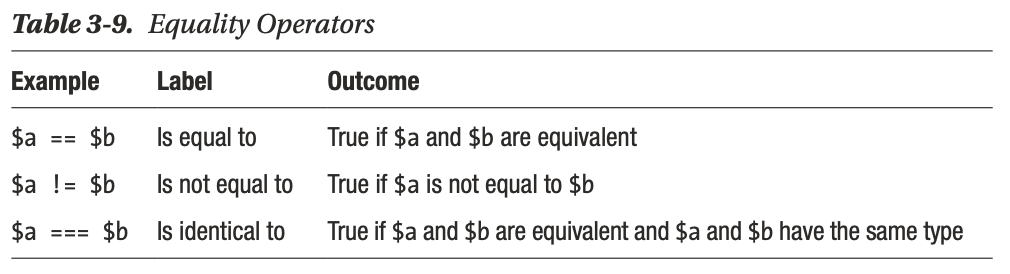 Table 3-9. Equality Operators
Example Label Outcome
$a == $b Is equal to True if $a and $b are equivalent
$a != $b Is not equal to True if $a is not equal to $b
$a === $b Is identical to True if $a and $b are equivalent and $a and $b have the same type